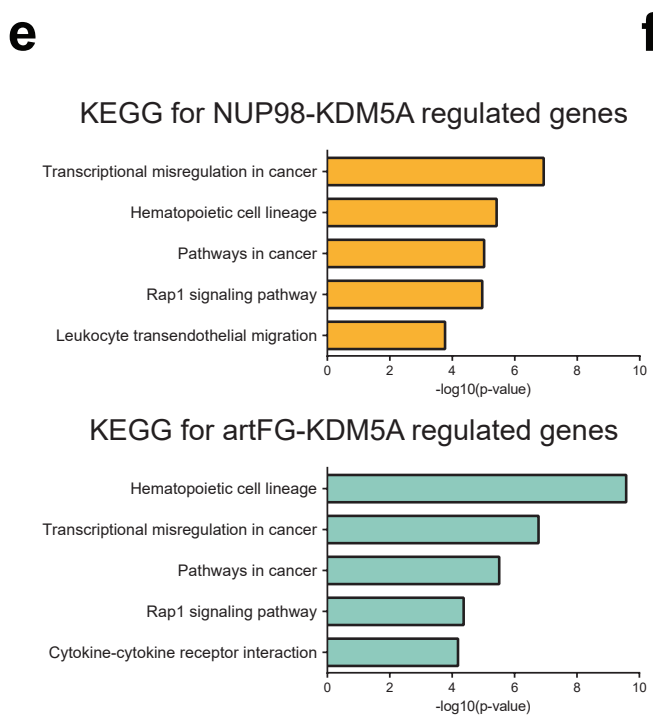 e
f
KEGG for NUP98-KDM5A regulated genes
Transcriptional misregulation in cancer
Hematopoietic cell lineage
Pathways in cancer
Rap1 signaling pathway
Leukocyte transendothelial migration
0 2 4 6 8 10
-log10(p-value)
KEGG for artFG-KDM5A regulated genes
Hematopoietic cell lineage
Transcriptional misregulation in cancer
Pathways in cancer
Rap1 signaling pathway
Cytokine-cytokine receptor interaction
0 2 4 6 8 10
-log10(p-value)